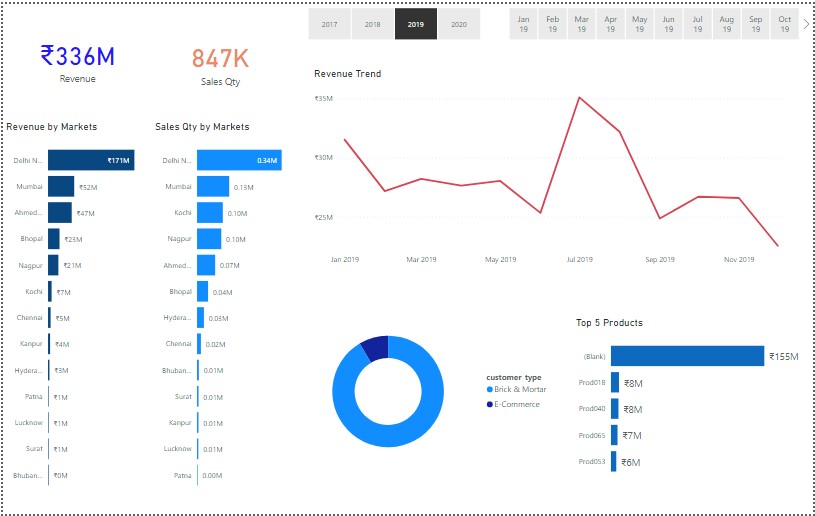 2017 2018 2019 2020
Jan 19 Feb 19 Mar 19 Apr 19 May 19 Jun 19 Jul 19 Aug 19 Sep 19 Oct 19
₹336M
Revenue
847K
Sales Qty
Revenue by Markets
Delhi N... ₹171M
Mumbai ₹52M
Ahmed... ₹47M
Bhopal ₹23M
Nagpur ₹21M
Kochi ₹7M
Chennai ₹5M
Kanpur ₹4M
Hydera... ₹3M
Patna ₹1M
Lucknow ₹1M
Surat ₹1M
Bhuban... ₹0M
Sales Qty by Markets
Delhi N... 0.34M
Mumbai 0.13M
Kochi 0.10M
Nagpur 0.10M
Ahmed... 0.07M
Bhopal 0.04M
Hydera... 0.03M
Chennai 0.02M
Bhuban... 0.01M
Surat 0.01M
Kanpur 0.01M
Lucknow 0.01M
Patna 0.00M
Revenue Trend
₹35M
₹30M
₹25M
Jan 2019 Mar 2019 May 2019 Jul 2019 Sep 2019 Nov 2019
customer type
Brick & Mortar
E-Commerce
Top 5 Products
(Blank) ₹155M
Prod018 ₹8M
Prod040 ₹8M
Prod065 ₹7M
Prod053 ₹6M